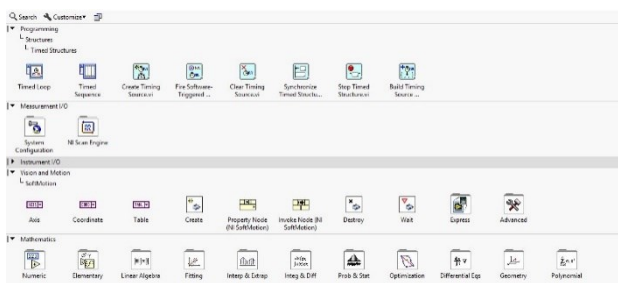 Search Customize
Programming
Structures
Timed Structures
Timed Loop Timed Sequence Create Timing Source.vi Fire Software-Triggered ... Clear Timing Source.vi Synchronize Timed Structu... Stop Timed Structure.vi Build Timing Source ...
Measurement I/O
System Configuration NI Scan Engine
Instrument I/O
Vision and Motion
SoftMotion
Axis Coordinate Table Create Property Node (NI SoftMotion) Invoke Node (NI SoftMotion) Destroy Wait Express Advanced
Mathematics
Numeric Elementary Linear Algebra Fitting Interp & Extrap Integ & Diff Prob & Stat Optimization Differential Eqs Geometry Polynomial